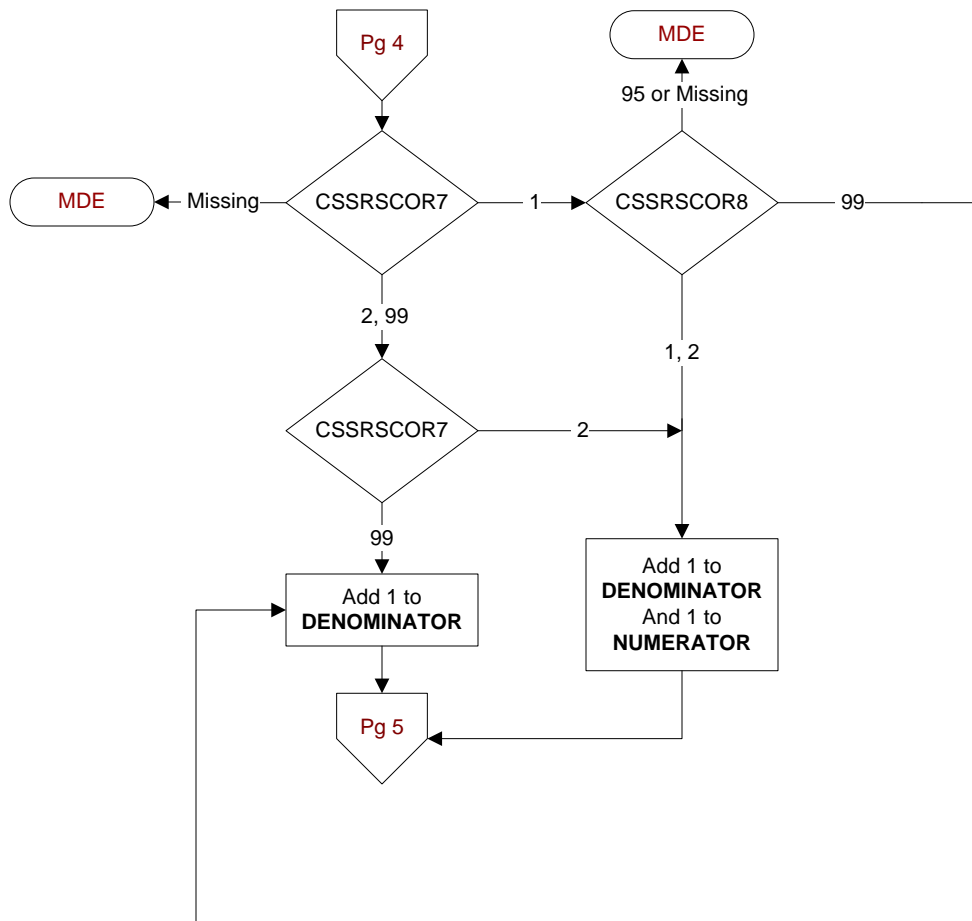 Pg 4
MDE
95 or Missing
MDE
Missing
CSSRSCOR7
1
CSSRSCOR8
99
2, 99
1, 2
CSSRSCOR7
2
99
Add 1 to
DENOMINATOR
Add 1 to
DENOMINATOR
And 1 to
NUMERATOR
Pg 5